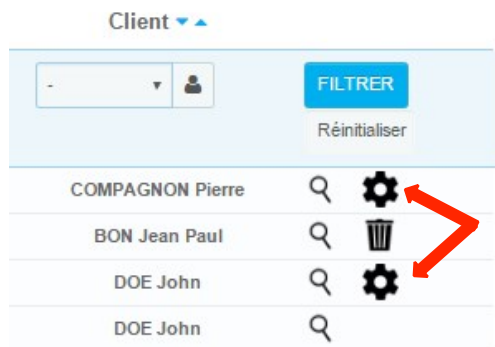 Client
-
FILTRER
Réinitialiser
COMPAGNON Pierre
BON Jean Paul
DOE John
DOE John